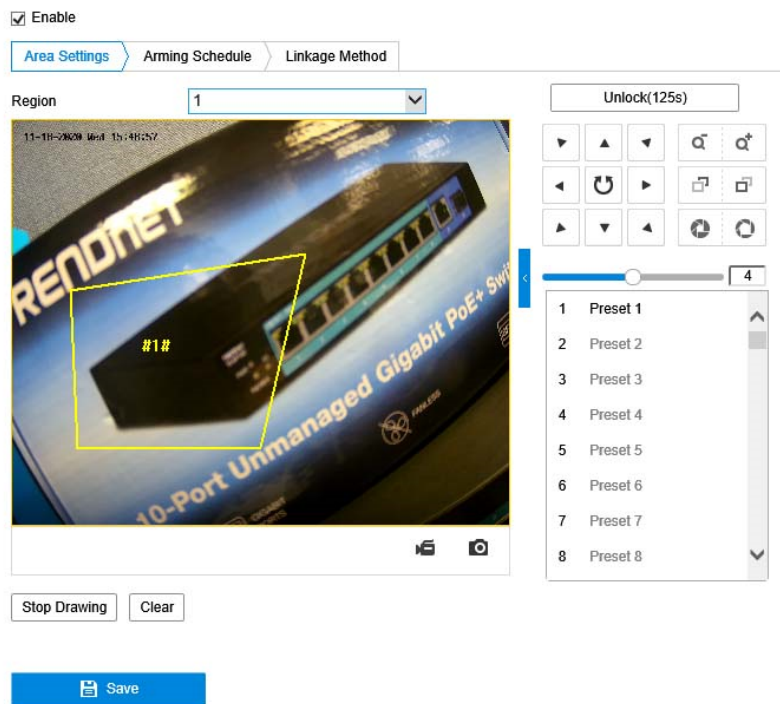 Enable
Area Settings
Arming Schedule
Linkage Method
Region
1
Unlock(125s)
11-18-2020 Wed 15:48:57
RENDNET
#1#
10-Port Unmanaged Gigabit PoE+ Swi
FANLESS
GIGABIT
4
1 Preset 1
2 Preset 2
3 Preset 3
4 Preset 4
5 Preset 5
6 Preset 6
7 Preset 7
8 Preset 8
Stop Drawing
Clear
Save